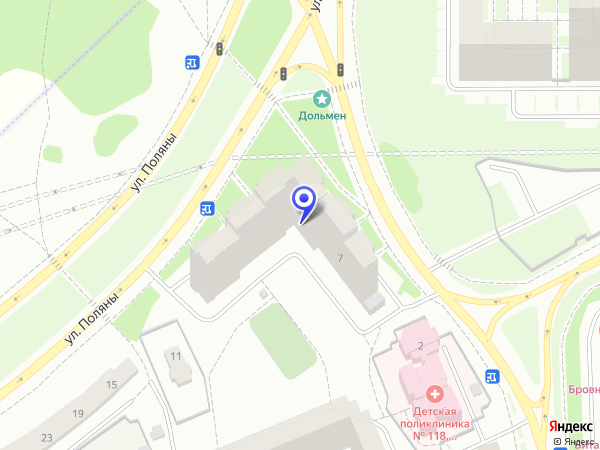 ул.
ул. Поляны
Дольмен
7
ул. Поляны
2
11
15
19
23
Детская
поликлиника
№ 118,...
Бровн
Яндекс
© Яндекс
Вита